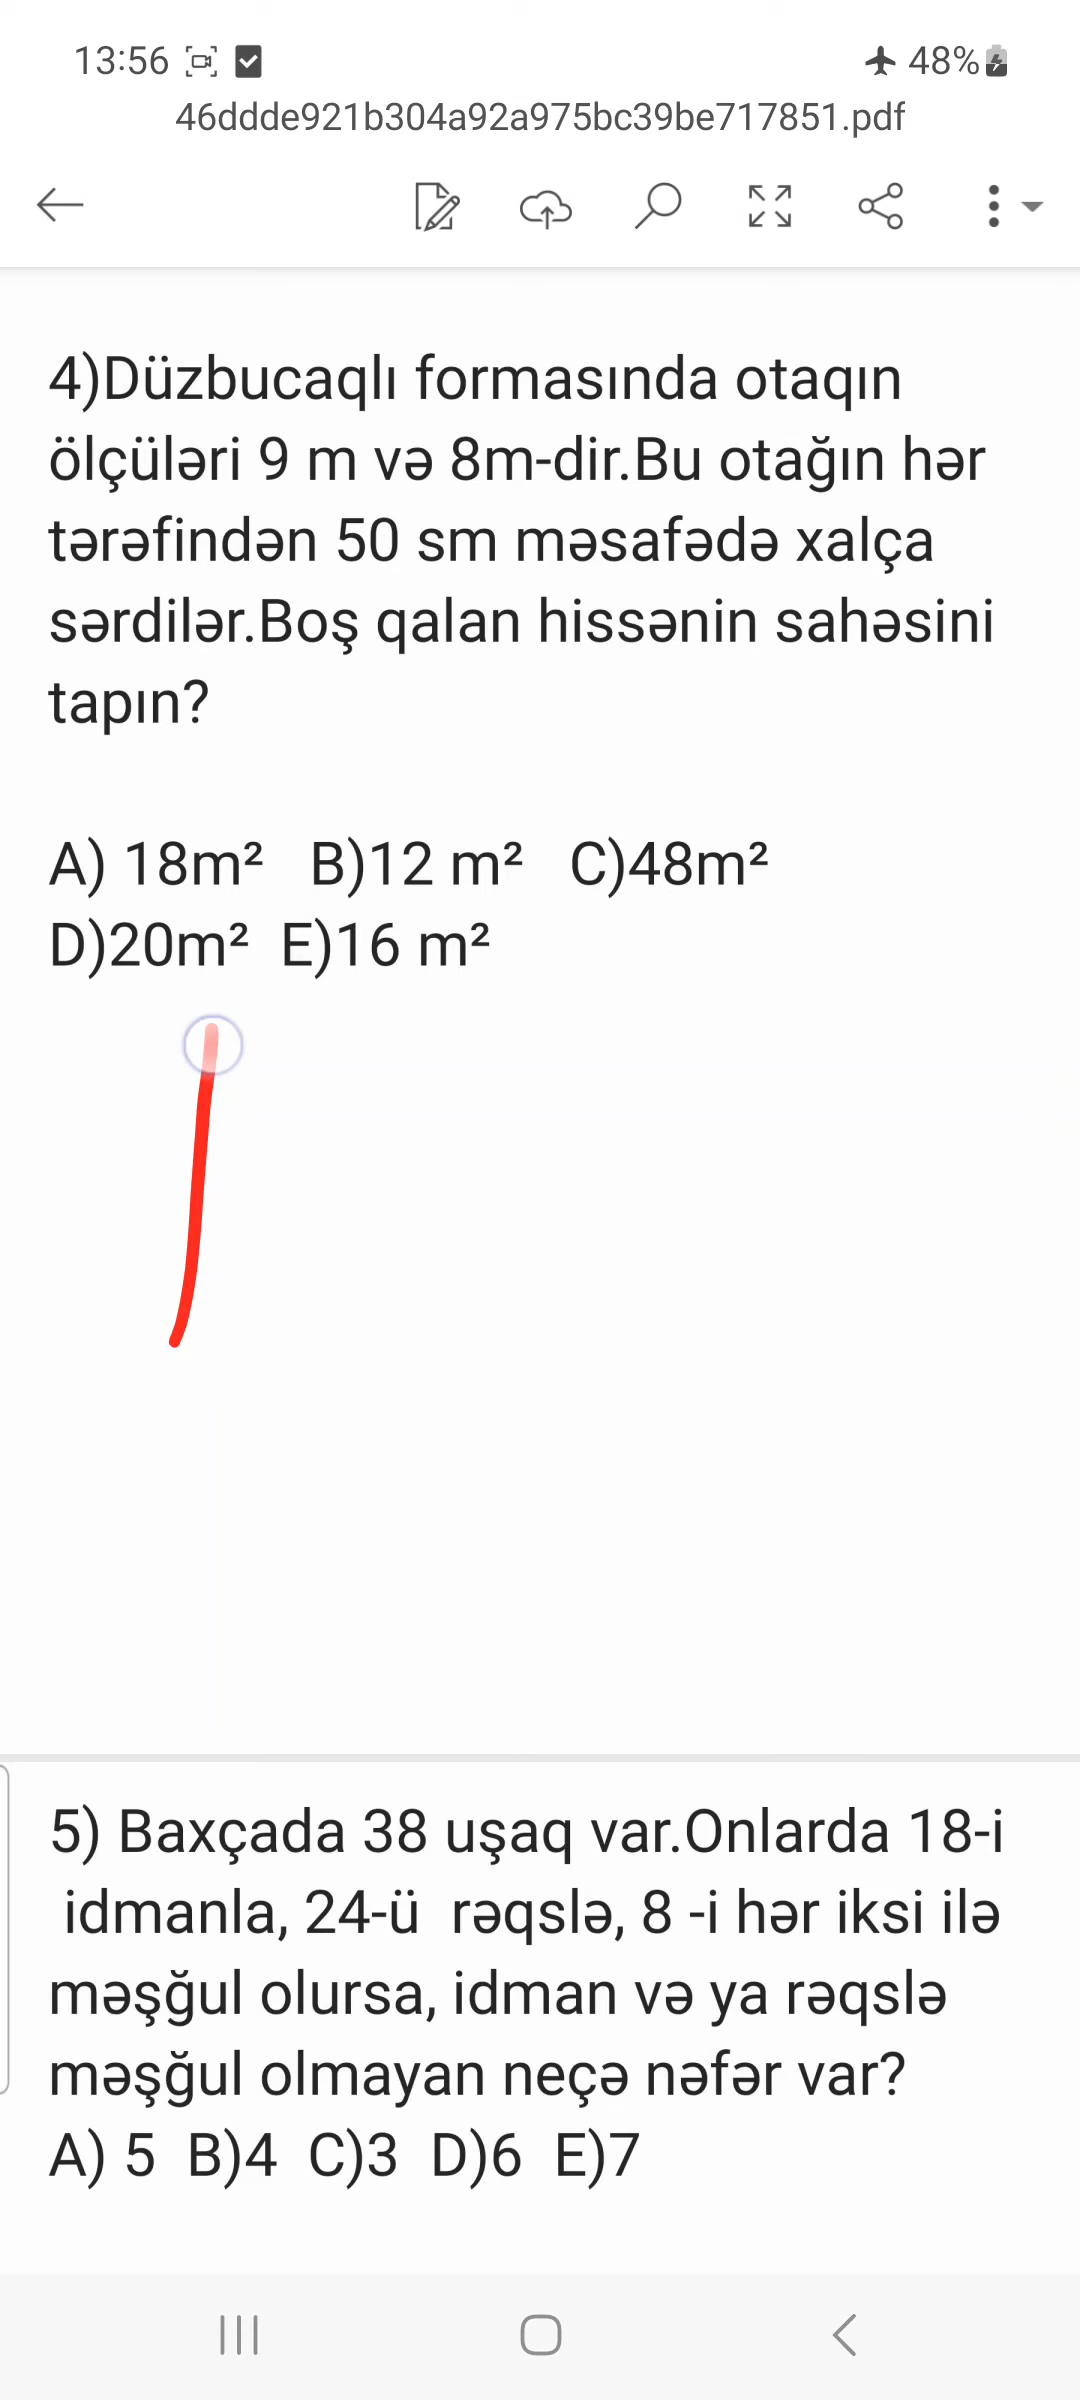 13:56 48%
46ddde921b304a92a975bc39be717851.pdf
4)Düzbucaqlı formasında otaqın
ölçüləri 9 m və 8m-dir.Bu otağın hər
tərəfindən 50 sm məsafədə xalça
sərdilər.Boş qalan hissənin sahəsini
tapın?
A) 18m² B)12 m² C)48m²
D)20m² E)16 m²
5) Baxçada 38 uşaq var.Onlarda 18-i
idmanla, 24-ü rəqslə, 8 -i hər iksi ilə
məşğul olursa, idman və ya rəqslə
məşğul olmayan neçə nəfər var?
A) 5 B)4 C)3 D)6 E)7